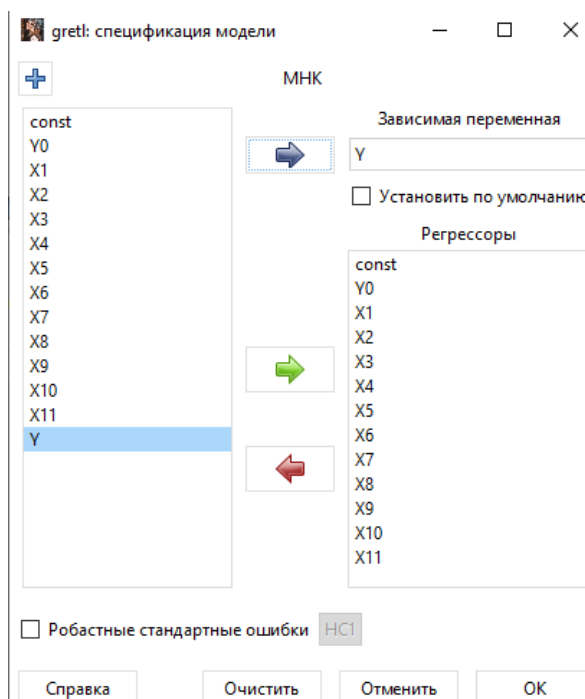 gretl: спецификация модели
МНК
const
Y0
X1
X2
X3
X4
X5
X6
X7
X8
X9
X10
X11
Y
Зависимая переменная
Y
Установить по умолчанию
Регрессоры
const
Y0
X1
X2
X3
X4
X5
X6
X7
X8
X9
X10
X11
Робастные стандартные ошибки HC1
Справка Очистить Отменить OK